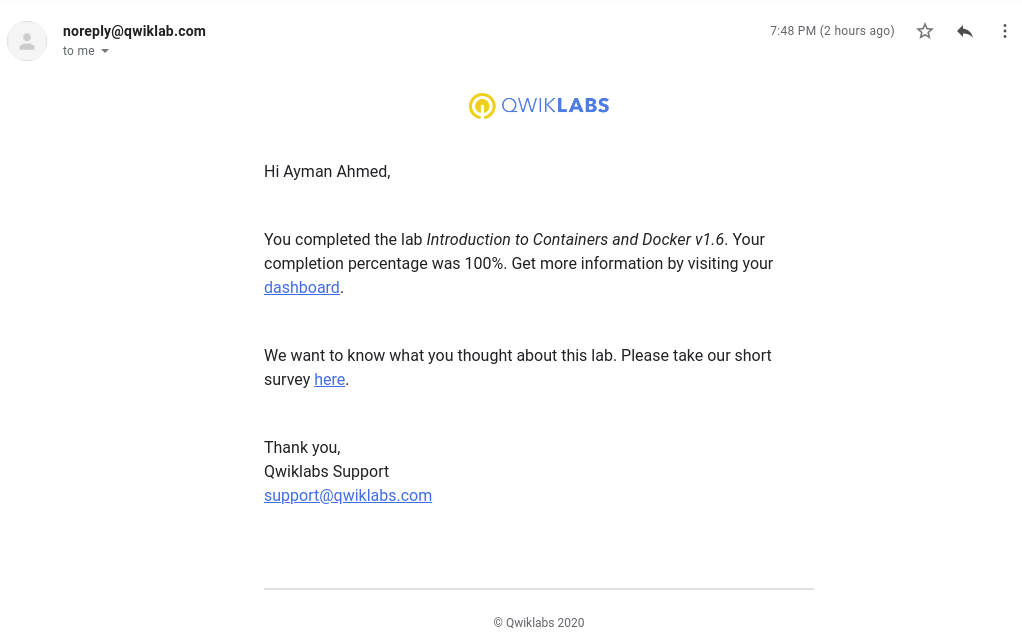 noreply@qwiklab.com
7:48 PM (2 hours ago)
to me
QWIKLABS
Hi Ayman Ahmed,
You completed the lab Introduction to Containers and Docker v1.6. Your
completion percentage was 100%. Get more information by visiting your
dashboard.
We want to know what you thought about this lab. Please take our short
survey here.
Thank you,
Qwiklabs Support
support@qwiklabs.com
© Qwiklabs 2020